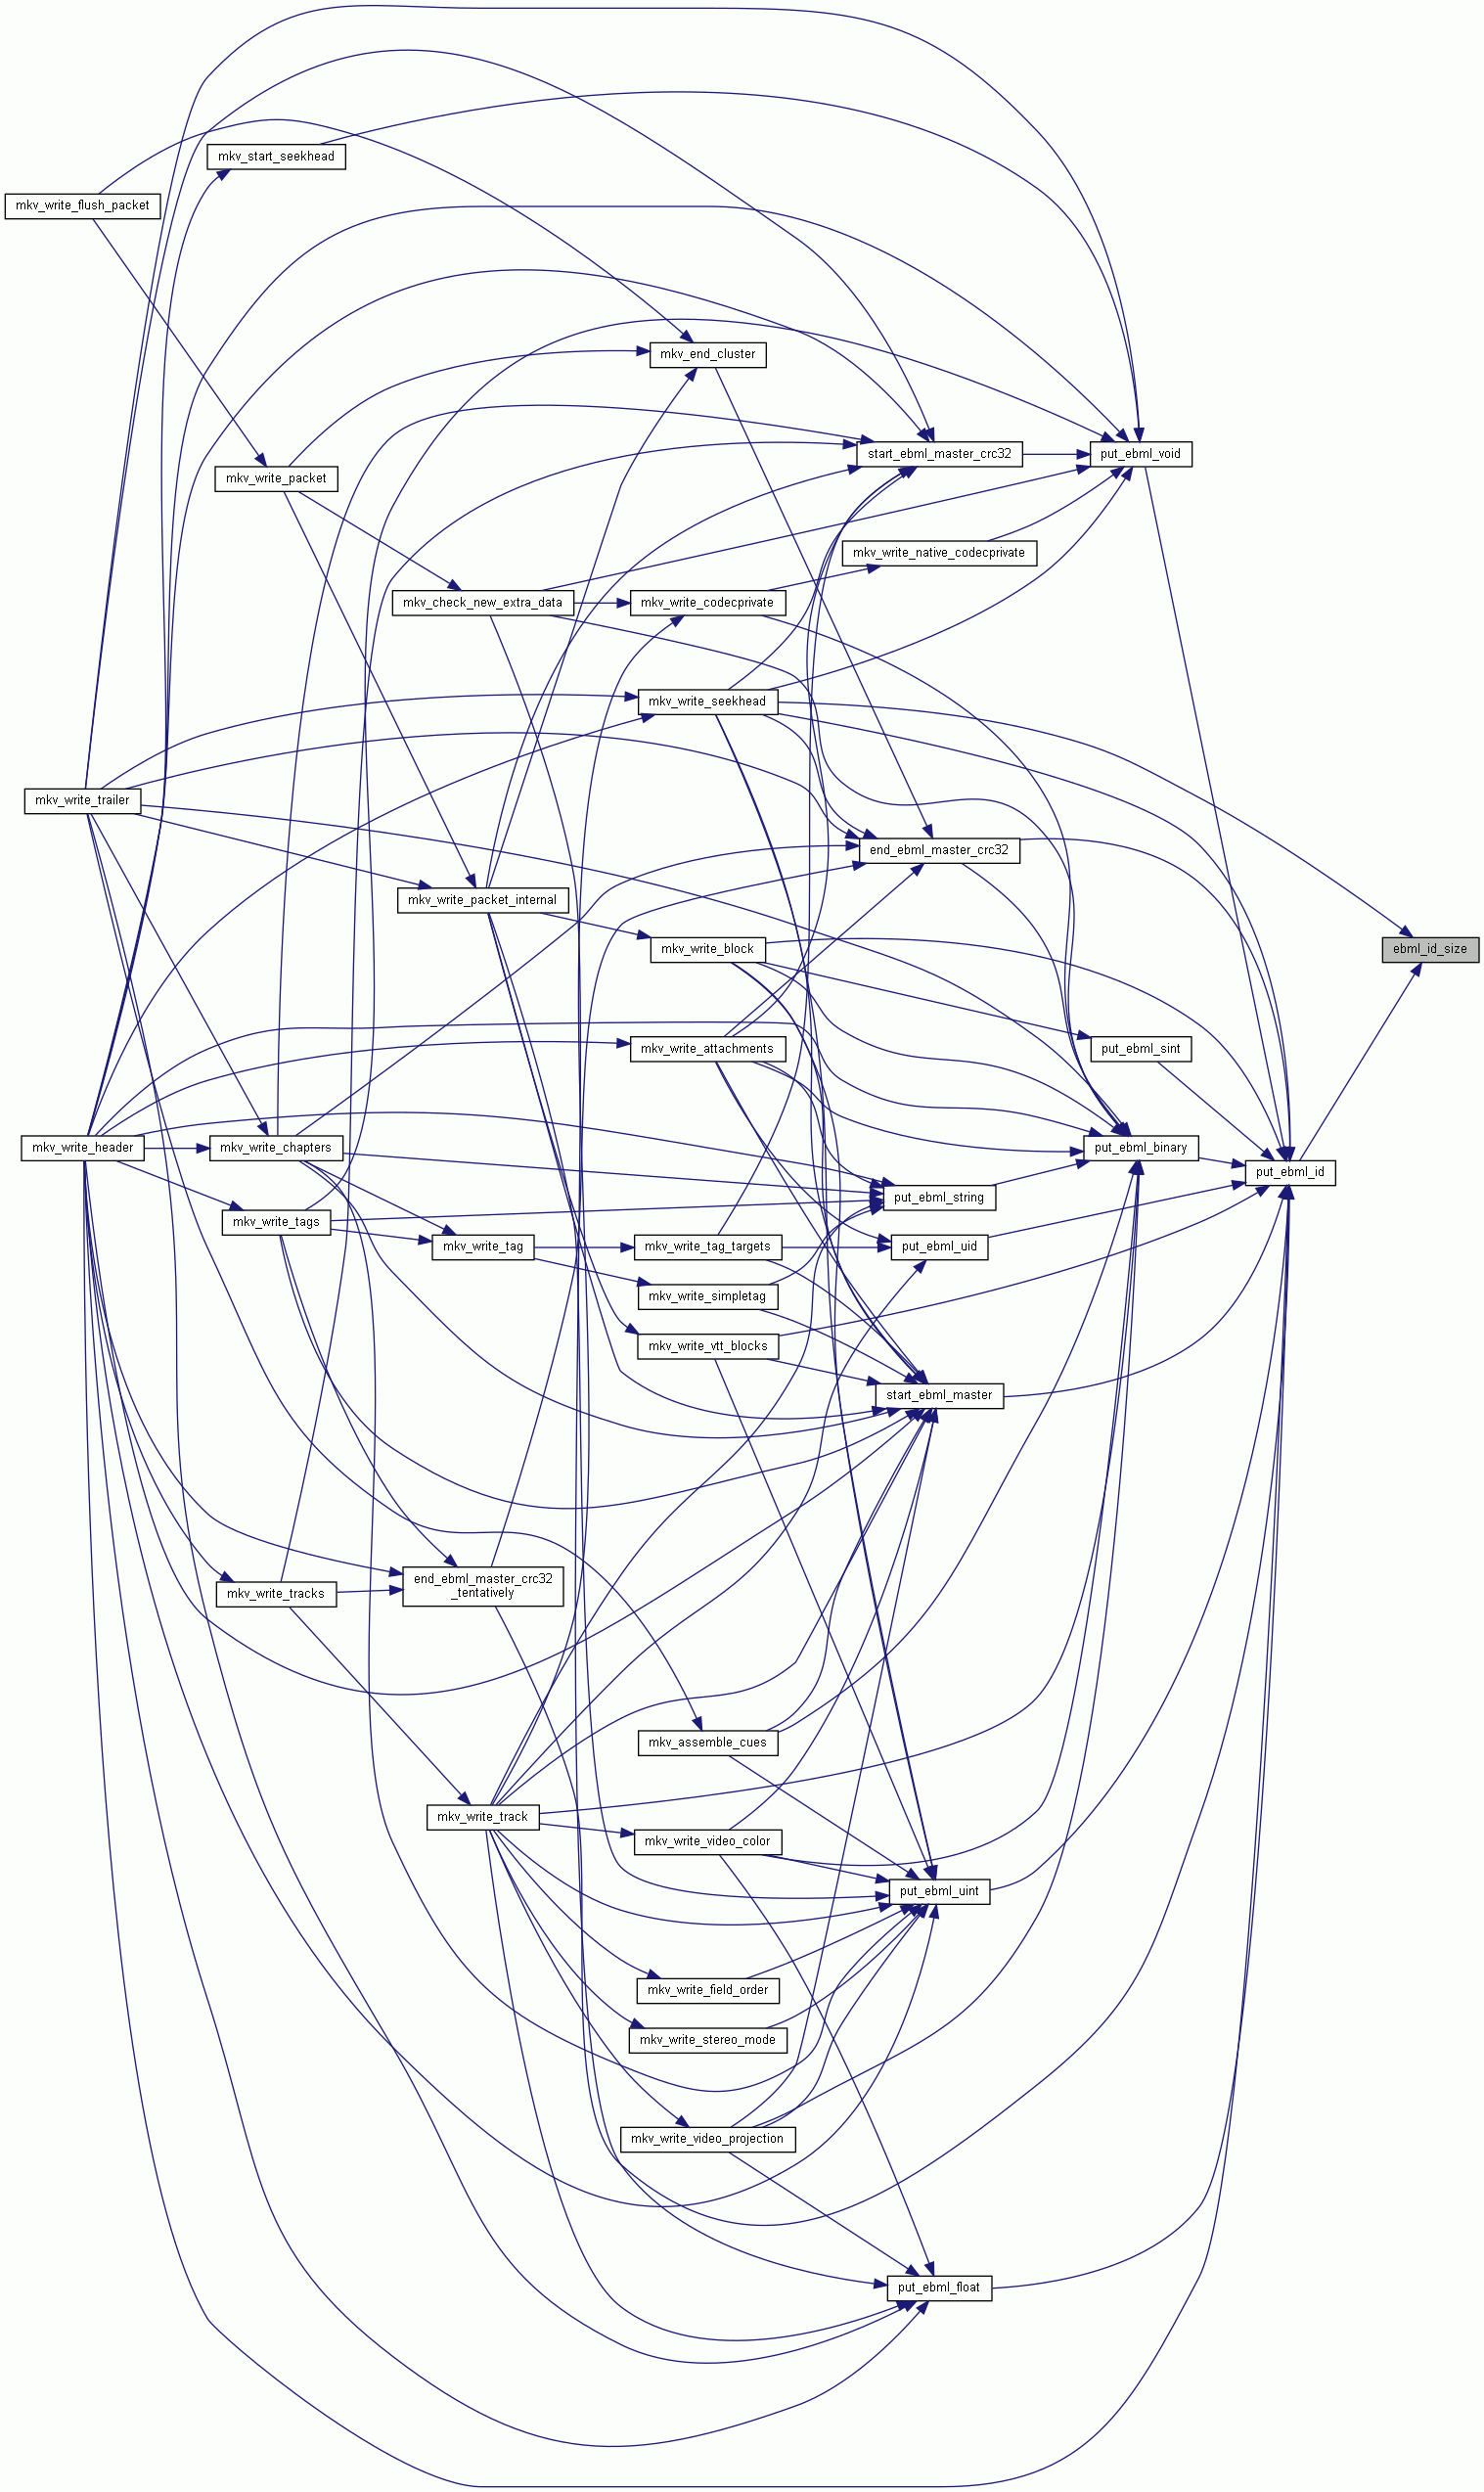 mkv_start_seekhead
mkv_write_flush_packet
mkv_end_cluster
start_ebml_master_crc32
put_ebml_void
mkv_write_packet
mkv_write_native_codecprivate
mkv_check_new_extra_data
mkv_write_codecprivate
mkv_write_seekhead
mkv_write_trailer
end_ebml_master_crc32
mkv_write_packet_internal
mkv_write_block
ebml_id_size
mkv_write_attachments
put_ebml_sint
mkv_write_header
mkv_write_chapters
put_ebml_binary
put_ebml_id
put_ebml_string
mkv_write_tags
mkv_write_tag
mkv_write_tag_targets
put_ebml_uid
mkv_write_simpletag
mkv_write_vtt_blocks
start_ebml_master
end_ebml_master_crc32
_tentatively
mkv_write_tracks
mkv_assemble_cues
mkv_write_track
mkv_write_video_color
put_ebml_uint
mkv_write_field_order
mkv_write_stereo_mode
mkv_write_video_projection
put_ebml_float